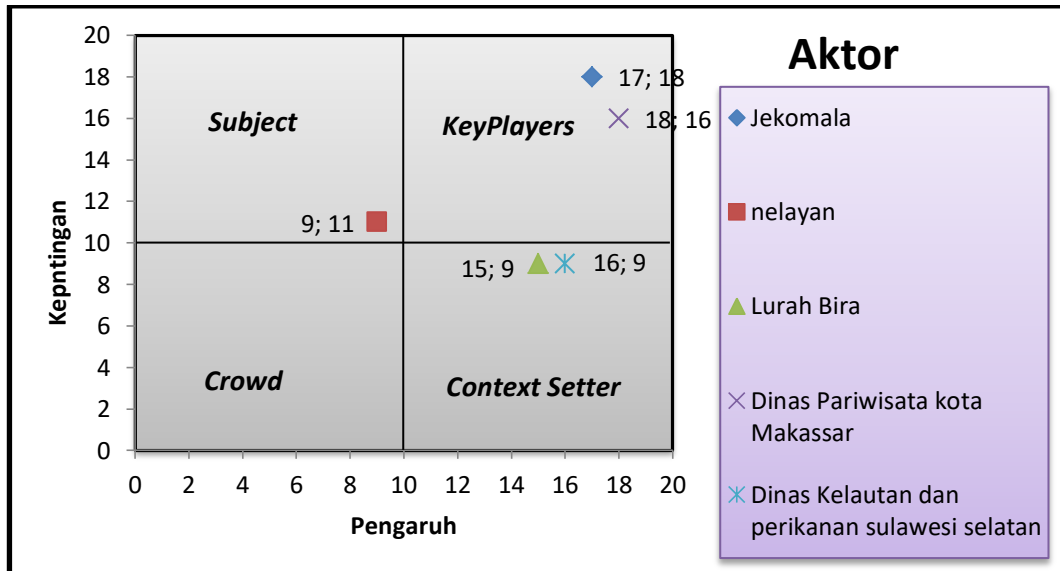 Aktor
20
18
16
14
12
10
8
6
4
2
0
Kepntingan
Subject
KeyPlayers
Crowd
Context Setter
17; 18
18; 16
9; 11
15; 9
16; 9
0 2 4 6 8 10 12 14 16 18 20
Pengaruh
Jekomala
nelayan
Lurah Bira
Dinas Pariwisata kota
Makassar
Dinas Kelautan dan
perikanan sulawesi selatan